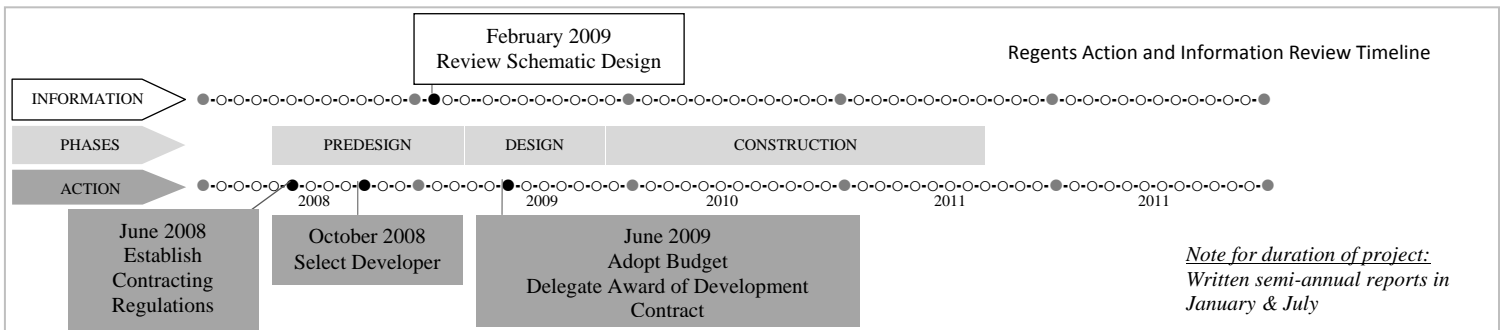 February 2009
Review Schematic Design
Regents Action and Information Review Timeline
INFORMATION
PHASES
PREDESIGN
DESIGN
CONSTRUCTION
ACTION
2008
2009
2010
2011
2011
June 2008
Establish
Contracting
Regulations
October 2008
Select Developer
June 2009
Adopt Budget
Delegate Award of Development
Contract
Note for duration of project:
Written semi-annual reports in
January & July